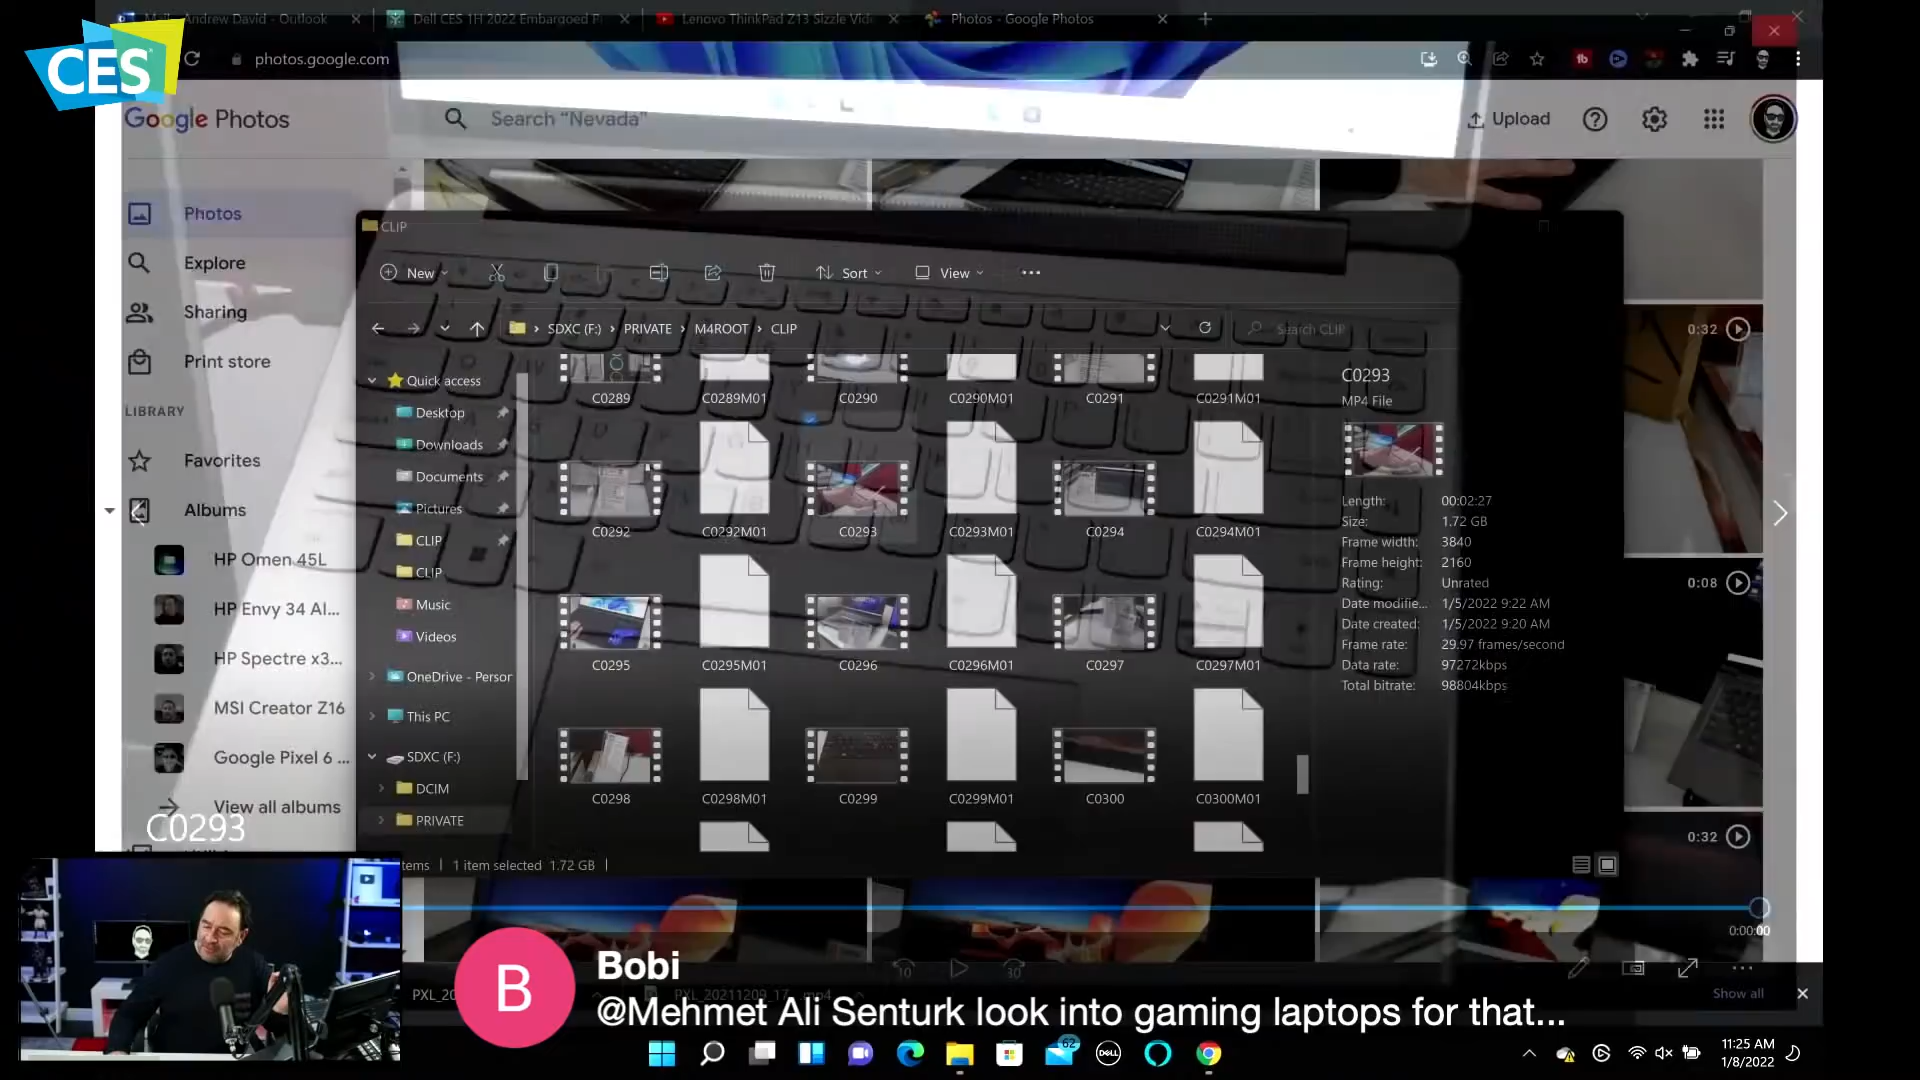 CES
Andrew David - Outlook
Dell CES 1H 2022 Embargoed P
Lenovo ThinkPad Z13 Sizzle Vid
Photos - Google Photos
photos.google.com
Google Photos
Search “Nevada”
Upload
Photos
Explore
Sharing
Print store
LIBRARY
Favorites
Albums
HP Omen 45L
HP Envy 34 Al...
HP Spectre x3...
MSI Creator Z16
Google Pixel 6 ...
View all albums
C0293
CLIP
New
Sort
View
SDXC (F:) › PRIVATE › M4ROOT › CLIP
Search CLIP
Quick access
Desktop
Downloads
Documents
Pictures
CLIP
CLIP
Music
Videos
OneDrive - Persor
This PC
SDXC (F:)
DCIM
PRIVATE
C0289 C0289M01 C0290 C0290M01 C0291 C0291M01
C0292 C0292M01 C0293 C0293M01 C0294 C0294M01
C0295 C0295M01 C0296 C0296M01 C0297 C0297M01
C0298 C0298M01 C0299 C0299M01 C0300 C0300M01
C0293
MP4 File
Length: 00:02:27
Size: 1.72 GB
Frame width: 3840
Frame height: 2160
Rating: Unrated
Date modifie... 1/5/2022 9:22 AM
Date created: 1/5/2022 9:20 AM
Frame rate: 29.97 frames/second
Data rate: 97272kbps
Total bitrate: 98804kbps
0:32
0:08
0:32
tems 1 item selected 1.72 GB
0:00:00
10
30
PXL_20
PXL_20211209_17 .mp4
Show all
B
Bobi
@Mehmet Ali Senturk look into gaming laptops for that...
62
DELL
11:25 AM
1/8/2022